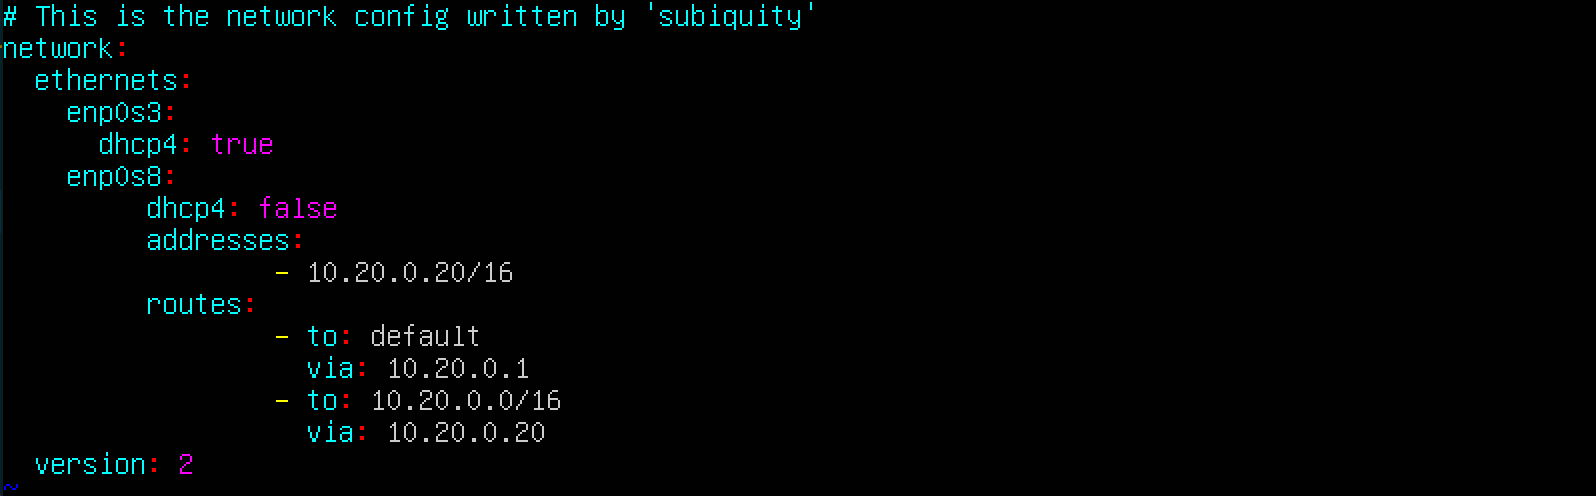 # This is the network config written by 'subiquity'
network:
  ethernets:
    enp0s3:
      dhcp4: true
    enp0s8:
         dhcp4: false
         addresses:
                 - 10.20.0.20/16
         routes:
                 - to: default
                   via: 10.20.0.1
                 - to: 10.20.0.0/16
                   via: 10.20.0.20
  version: 2
~